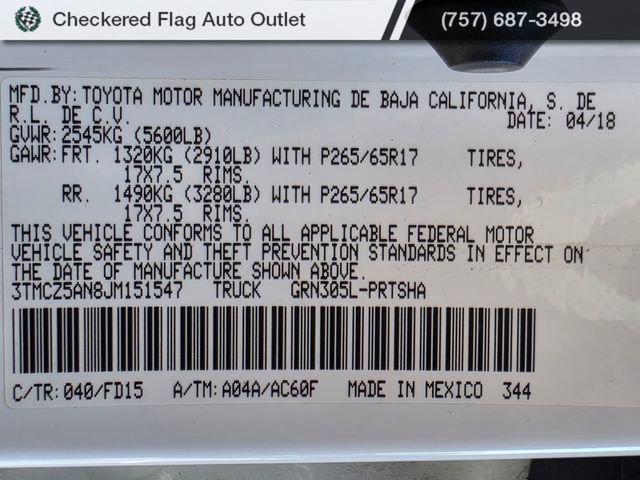 Checkered Flag Auto Outlet (757) 687-3498
MFD.BY: TOYOTA MOTOR MANUFACTURING DE BAJA CALIFORNIA, S. DE
R.L. DE C.V. DATE: 04/18
GVWR: 2545KG (5600LB)
GAWR: FRT. 1320KG (2910LB) WITH P265/65R17 TIRES,
17X7.5 RIMS.
RR. 1490KG (3280LB) WITH P265/65R17 TIRES,
17X7.5 RIMS.
THIS VEHICLE CONFORMS TO ALL APPLICABLE FEDERAL MOTOR
VEHICLE SAFETY AND THEFT PREVENTION STANDARDS IN EFFECT ON
THE DATE OF MANUFACTURE SHOWN ABOVE.
3TMCZ5AN8JM151547 TRUCK GRN305L-PRTSHA
C/TR: 040/FD15 A/TM: A04A/AC60F MADE IN MEXICO 344